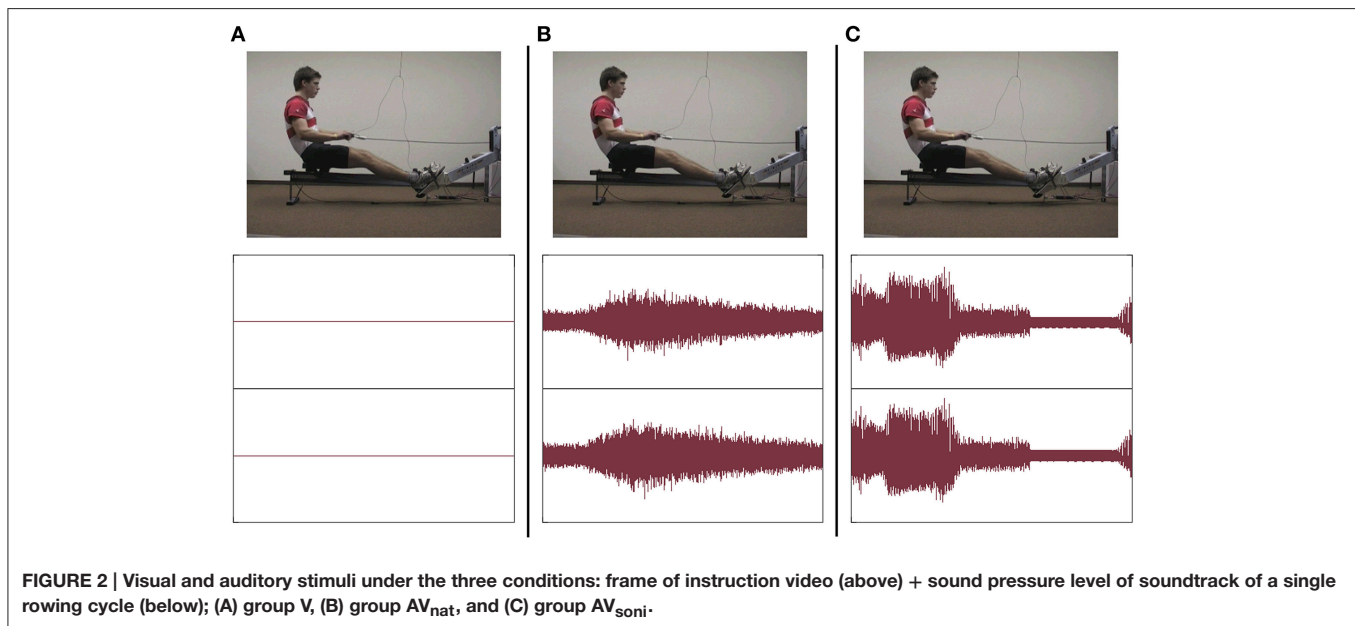 A
B
C
FIGURE 2 | Visual and auditory stimuli under the three conditions: frame of instruction video (above) + sound pressure level of soundtrack of a single
rowing cycle (below); (A) group V, (B) group AVnat, and (C) group AVsoni.